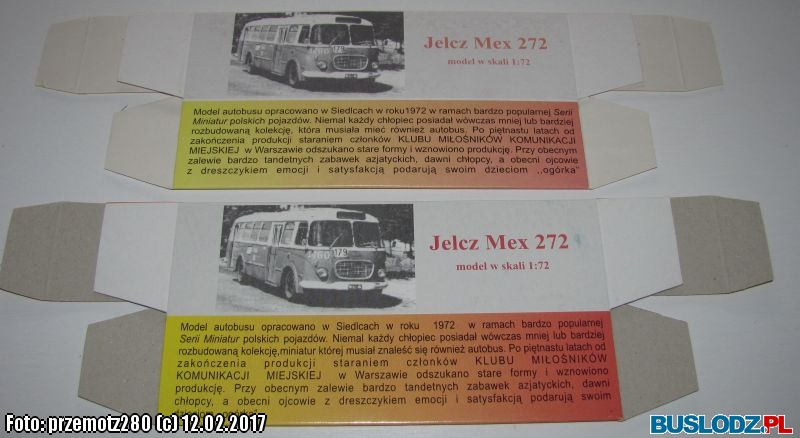 Jelcz Mex 272
model w skali 1:72
179
Model autobusu opracowano w Siedlcach w roku1972 w ramach bardzo popularnej Serii
Miniatur polskich pojazdów. Niemal każdy chłopiec posiadał wówczas mniej lub bardziej
rozbudowaną kolekcję, która musiała mieć również autobus. Po piętnastu latach od
zakończenia produkcji staraniem członków KLUBU MIŁOŚNIKÓW KOMUNIKACJI
MIEJSKIEJ w Warszawie odszukano stare formy i wznowiono produkcję. Przy obecnym
zalewie bardzo tandetnych zabawek azjatyckich, dawni chłopcy, a obecni ojcowie
z dreszczykiem emocji i satysfakcją podarują swoim dzieciom ,,ogórka"
Jelcz Mex 272
model w skali 1:72
179
Model autobusu opracowano w Siedlcach w roku 1972 w ramach bardzo popularnej
Serii Miniatur polskich pojazdów. Niemal każdy chłopiec posiadał wówczas mniej lub bardziej
rozbudowaną kolekcję,miniatur której musiał znaleść się również autobus. Po piętnastu latach od
zakończenia produkcji staraniem członków KLUBU MIŁOŚNIKÓW
KOMUNIKACJI MIEJSKIEJ w Warszawie odszukano stare formy i wznowiono
produkcję. Przy obecnym zalewie bardzo tandetnych zabawek azjatyckich, dawni
chłopcy, a obecni ojcowie z dreszczykiem emocji i satysfakcją podarują swoim
Foto: przemotz280 (c) 12.02.2017
BUSLODZ.PL